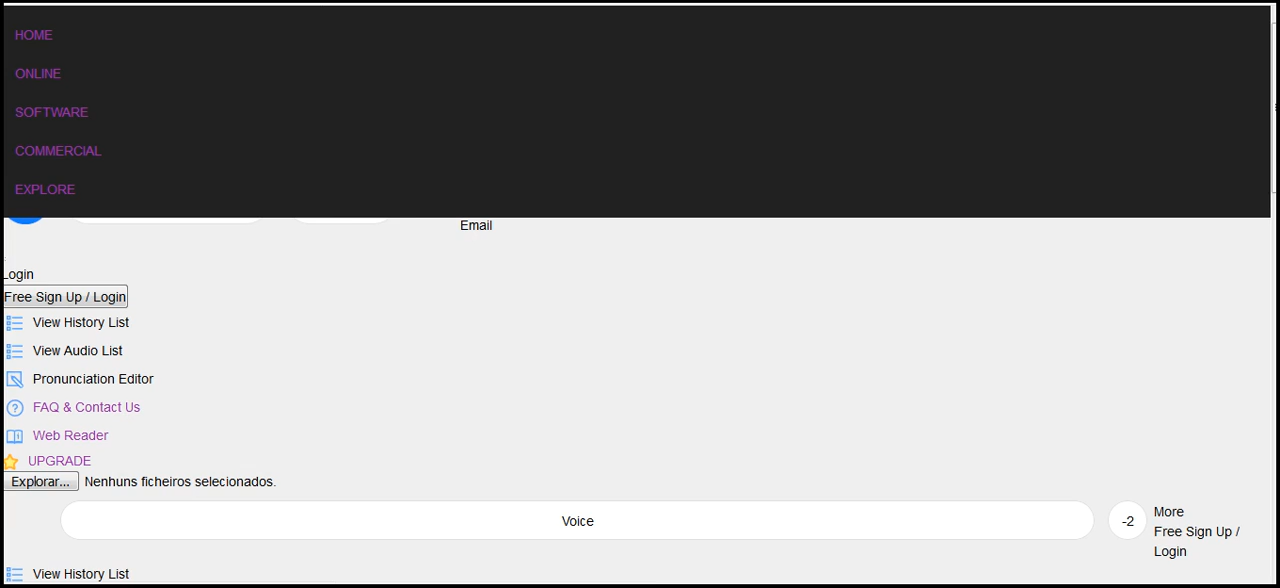 HOME
ONLINE
SOFTWARE
COMMERCIAL
EXPLORE
Email
Login
Free Sign Up / Login
View History List
View Audio List
Pronunciation Editor
FAQ & Contact Us
Web Reader
UPGRADE
Explorar... Nenhuns ficheiros selecionados.
Voice
-2
More
Free Sign Up /
Login
View History List